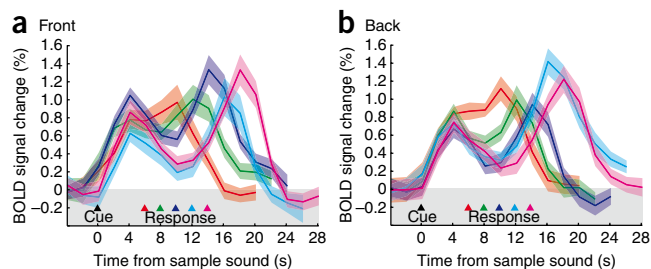 a Front
BOLD signal change (%)
1.6
1.4
1.2
1.0
0.8
0.6
0.4
0.2
0
−0.2
Cue Response
0 4 8 12 16 20 24 28
Time from sample sound (s)
b Back
BOLD signal change (%)
1.6
1.4
1.2
1.0
0.8
0.6
0.4
0.2
0
−0.2
Cue Response
0 4 8 12 16 20 24 28
Time from sample sound (s)